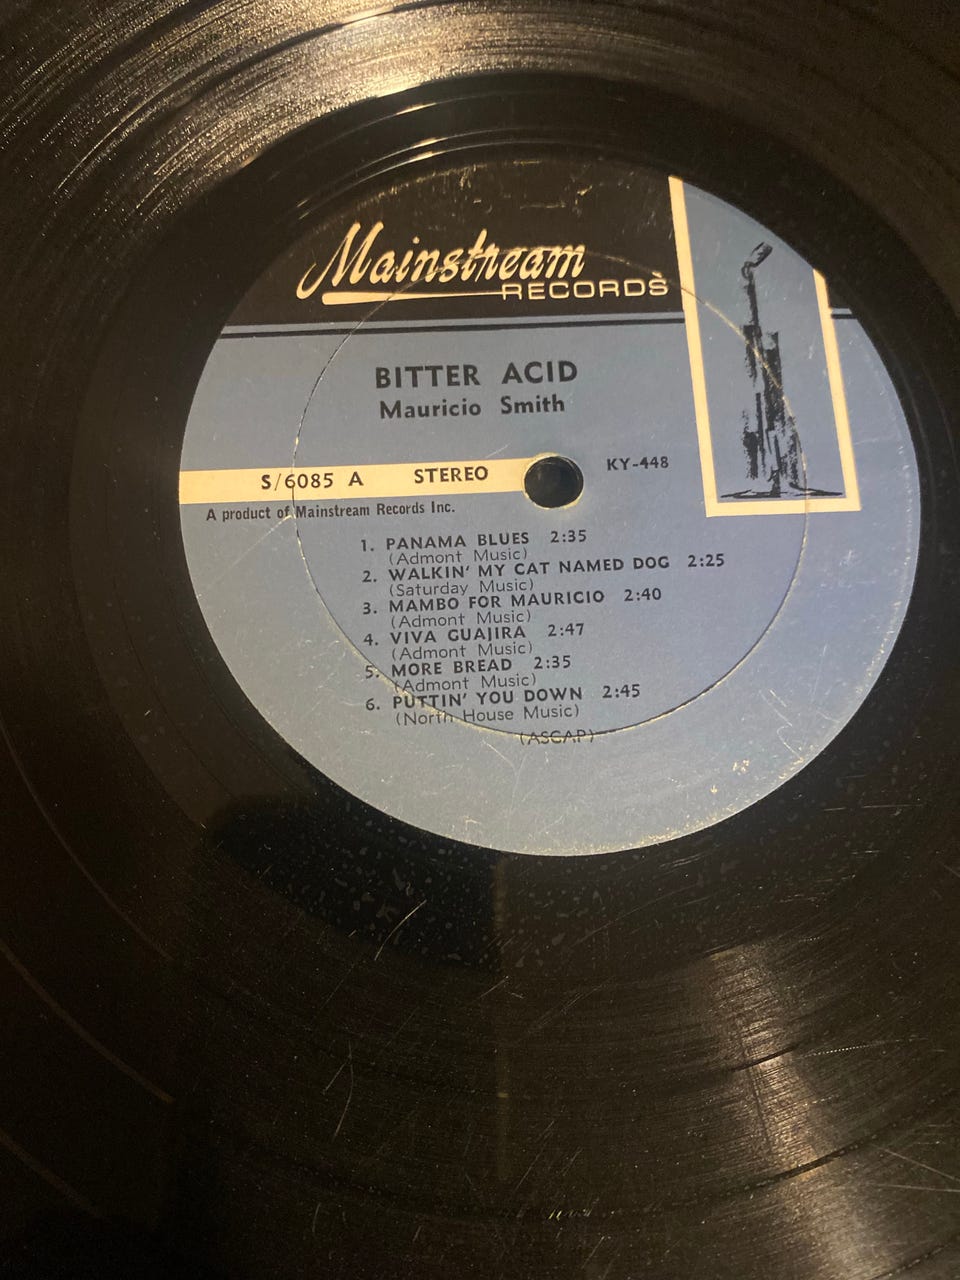 Mainstream
RECORDS
BITTER ACID
Mauricio Smith
S/6085 A STEREO KY-448
A product of Mainstream Records Inc.
1. PANAMA BLUES 2:35
(Admont Music)
2. WALKIN' MY CAT NAMED DOG 2:25
(Saturday Music)
3. MAMBO FOR MAURICIO 2:40
(Admont Music)
4. VIVA GUAJIRA 2:47
(Admont Music)
5. MORE BREAD 2:35
(Admont Music)
6. PUTTIN' YOU DOWN 2:45
(North House Music)
(ASCAP)